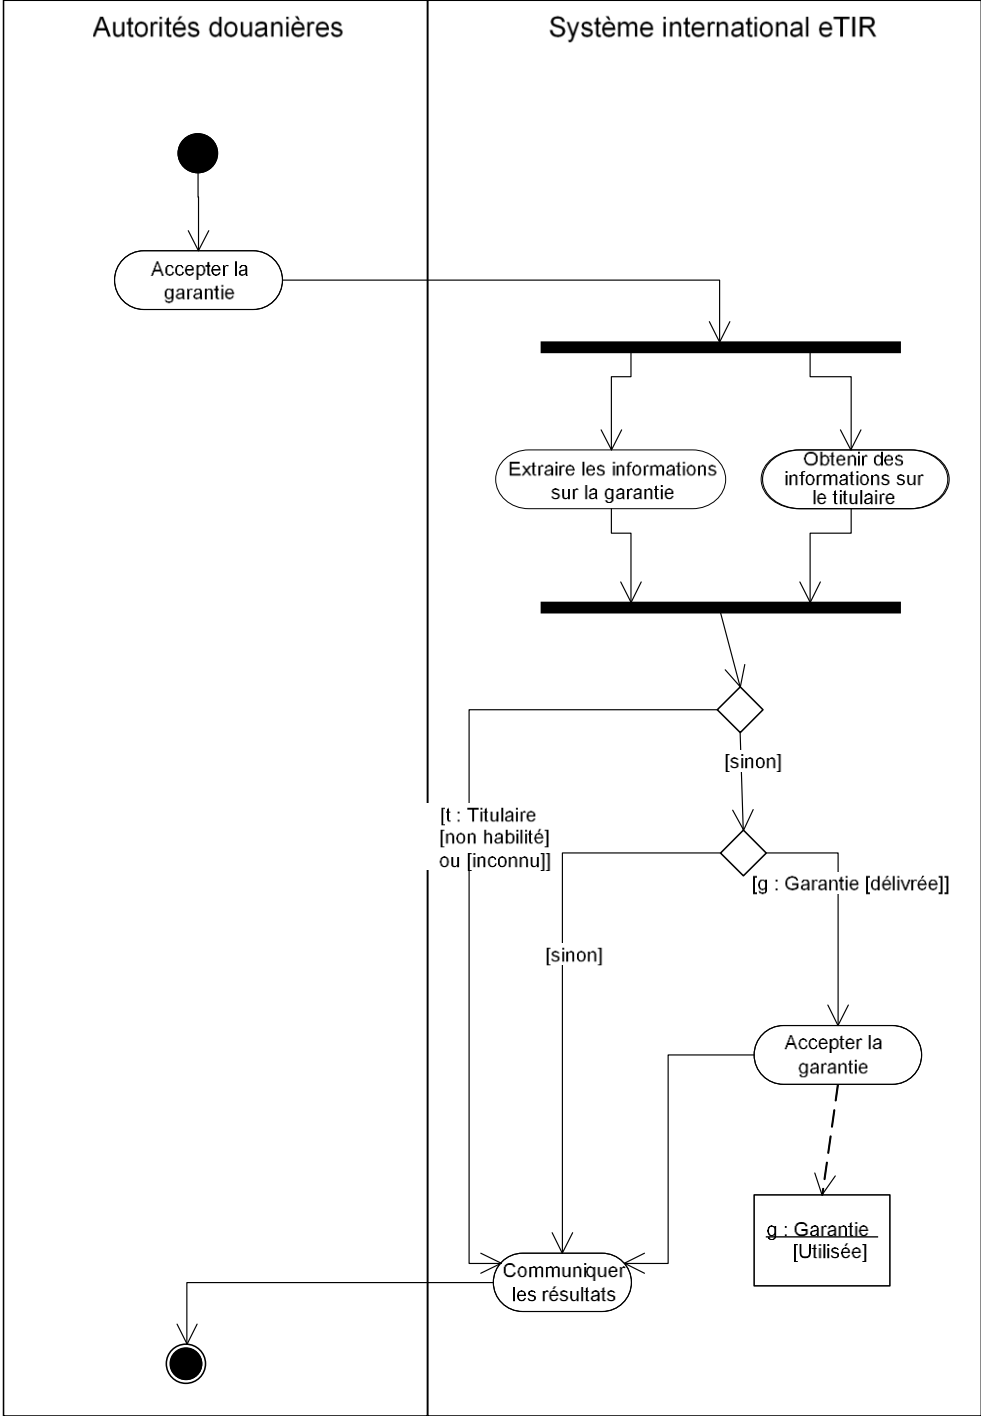 Autorités douanières
Système international eTIR
Accepter la
garantie
Extraire les informations
sur la garantie
Obtenir des
informations sur
le titulaire
[sinon]
[t : Titulaire
[non habilité]
ou [inconnu]]
[g : Garantie [délivrée]]
[sinon]
Accepter la
garantie
g : Garantie
[Utilisée]
Communiquer
les résultats